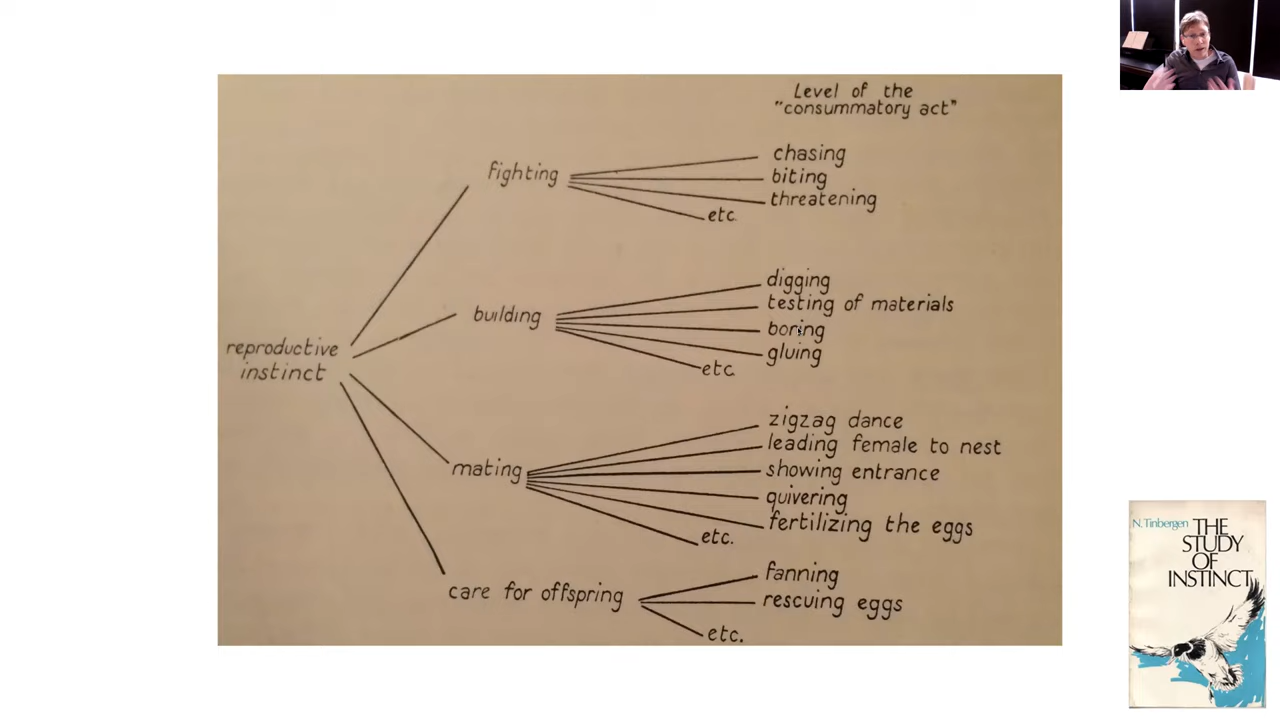 Level of the
"consummatory act"
fighting
chasing
biting
threatening
etc.
building
digging
testing of materials
boring
gluing
etc.
reproductive
instinct
mating
zigzag dance
leading female to nest
showing entrance
quivering
fertilizing the eggs
etc.
care for offspring
fanning
rescuing eggs
etc.
N. Tinbergen THE
STUDY
OF
INSTINCT